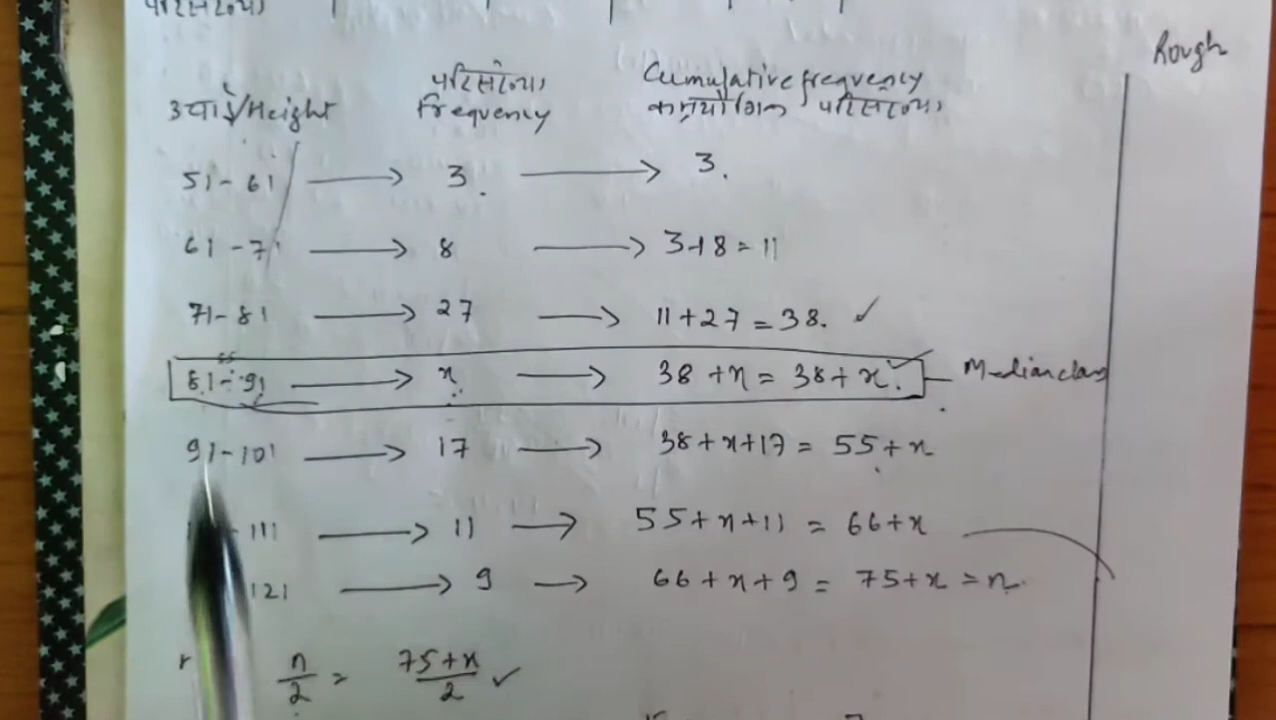 परिसंख्या
Rough
परिसंख्या Cumulative frequency
उचाई/Height Frequency परिसंख्या
51-61 → 3. → 3.
61-7 → 8 → 3+8=11
71-81 → 27 → 11+27=38. ✓
81-91 → x → 38+x=38+x. Median class
91-101 → 17 → 38+x+17=55+x
-111 → 11 → 55+x+11=66+x
121 → 9 → 66+x+9=75+x=n.
n/2 = 75+x/2 ✓